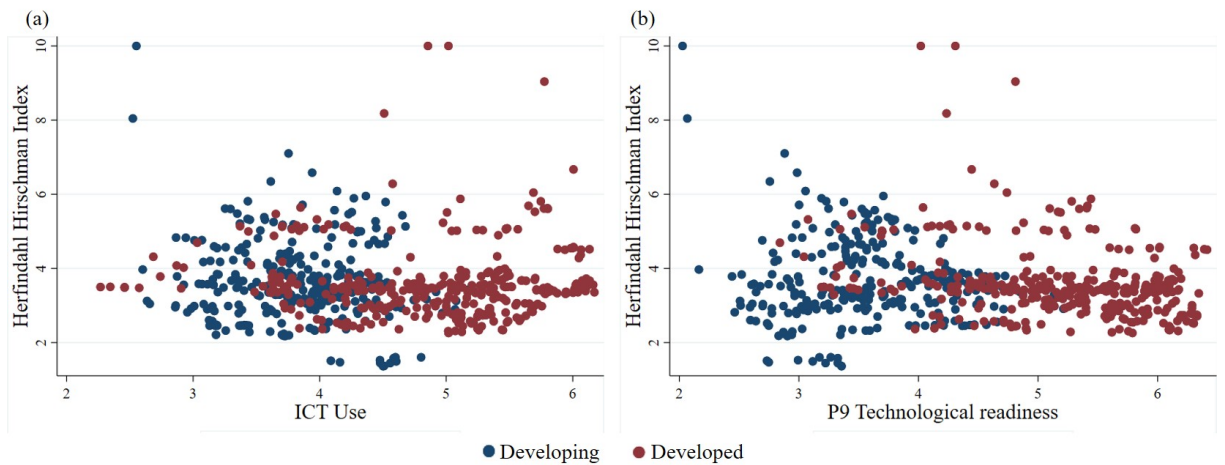 (a)
Herfindahl Hirschman Index
10
8
6
4
2
2 3 4 5 6
ICT Use
(b)
Herfindahl Hirschman Index
10
8
6
4
2
2 3 4 5 6
P9 Technological readiness
Developing Developed